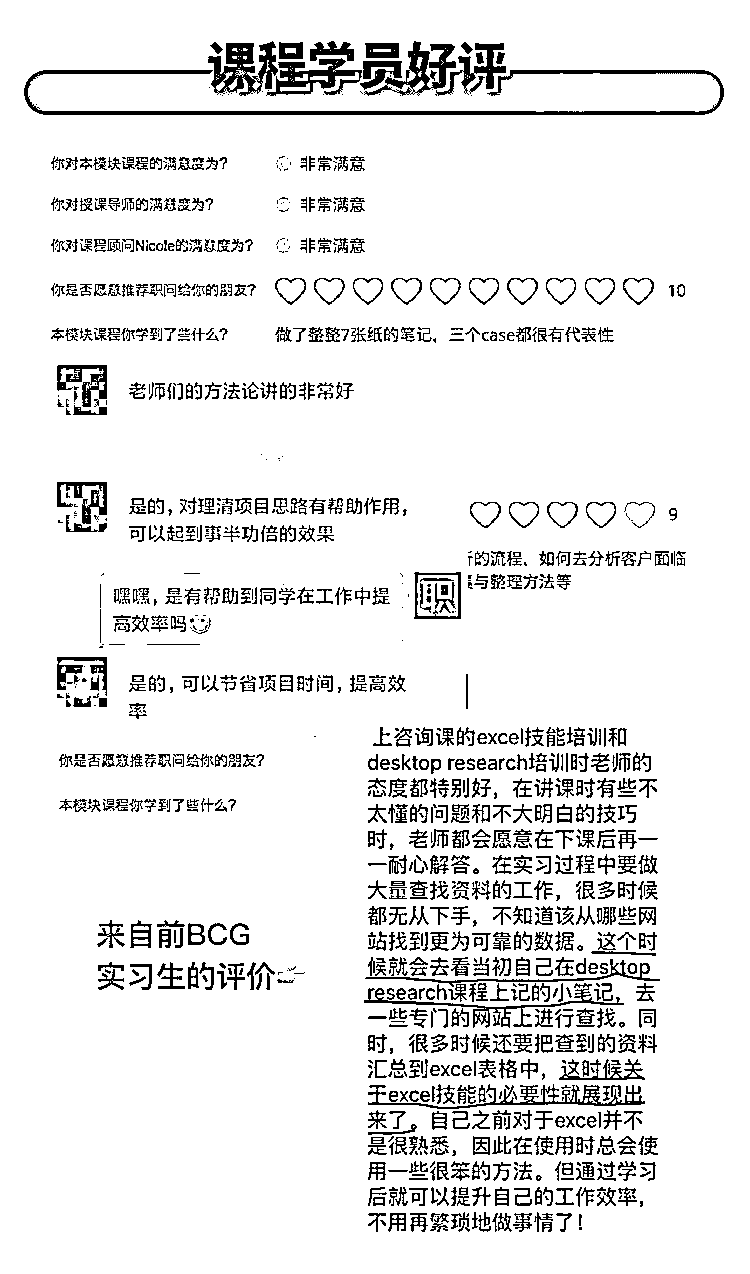 课程学员好评
你对本模块课程的满意度为？ 非常满意
你对授课导师的满意度为？ 非常满意
你对课程顾问Nicole的满意度为？ 非常满意
你是否愿意推荐职问给你的朋友？ 10
本模块课程你学到了些什么？ 做了整整7张纸的笔记，三个case都很有代表性
老师们的方法论讲的非常好
是的，对理清项目思路有帮助作用，
可以起到事半功倍的效果
9
的流程、如何去分析客户面临
与整理方法等
嘿嘿，是有帮助到同学在工作中提
高效率吗
职
是的，可以节省项目时间，提高效
率
你是否愿意推荐职问给你的朋友？
本模块课程你学到了些什么？
来自前BCG
实习生的评价
上咨询课的excel技能培训和
desktop research培训时老师的
态度都特别好，在讲课时有些不
太懂的问题和不大明白的技巧
时，老师都会愿意在下课后再一
一耐心解答。在实习过程中要做
大量查找资料的工作，很多时候
都无从下手，不知道该从哪些网
站找到更为可靠的数据。这个时
候就会去看当初自己在desktop
research课程上记的小笔记，去
一些专门的网站上进行查找。同
时，很多时候还要把查到的资料
汇总到excel表格中，这时候关
于excel技能的必要性就展现出
来了。自己之前对于excel并不
是很熟悉，因此在使用时总会使
用一些很笨的方法。但通过学习
后就可以提升自己的工作效率，
不用再繁琐地做事情了！